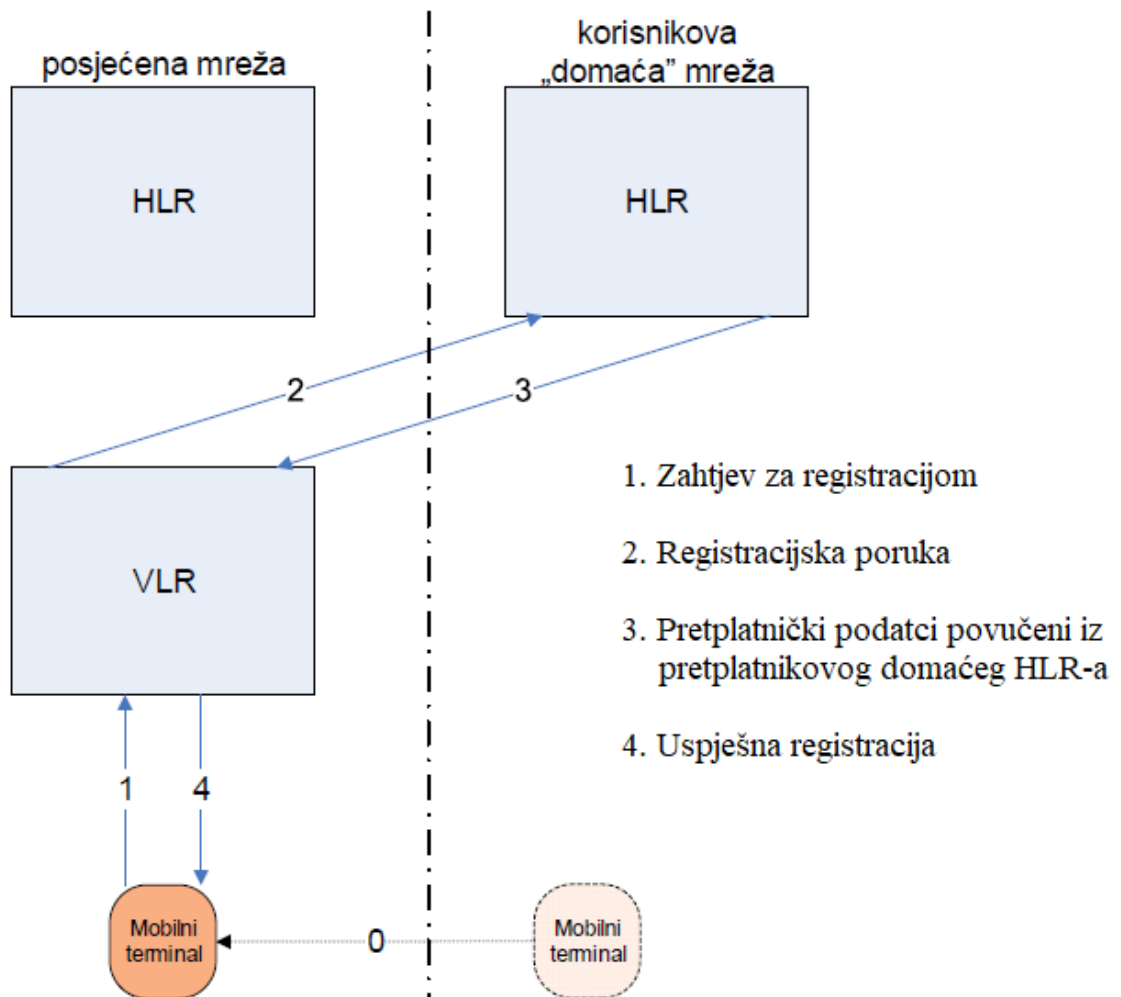 posjećena mreža
korisnikova
„domaća” mreža
HLR
HLR
2
3
VLR
1. Zahtjev za registracijom
2. Registracijska poruka
3. Pretplatnički podatci povučeni iz
pretplatnikovog domaćeg HLR-a
4. Uspješna registracija
1
4
Mobilni
terminal
0
Mobilni
terminal